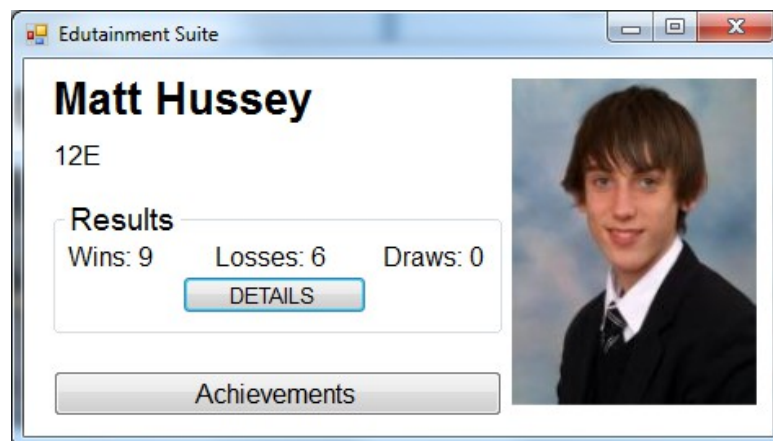 Edutainment Suite
Matt Hussey
12E
Results
Wins: 9 Losses: 6 Draws: 0
DETAILS
Achievements